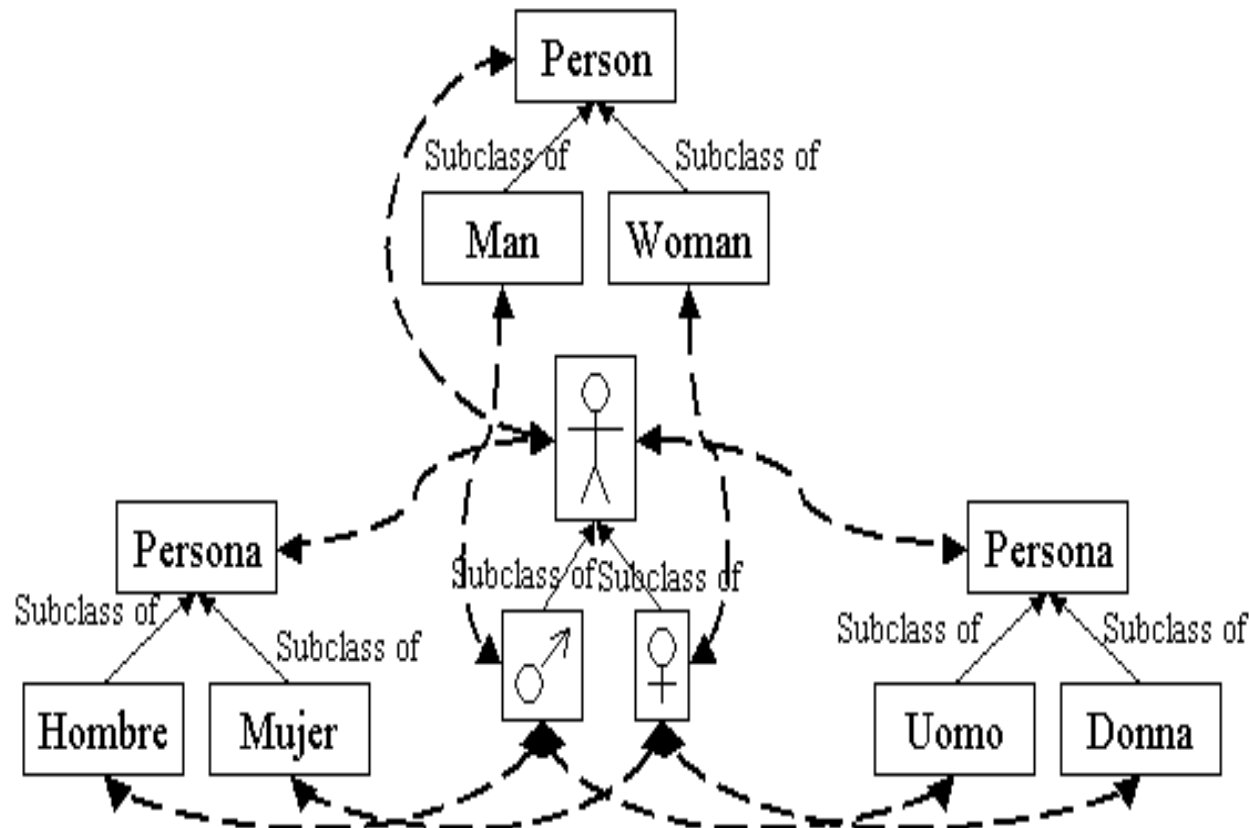 Person
Subclass of
Subclass of
Man
Woman
Persona
Persona
Subclass of
Subclass of
Subclass of
Subclass of
Subclass of
Subclass of
Hombre
Mujer
Uomo
Donna